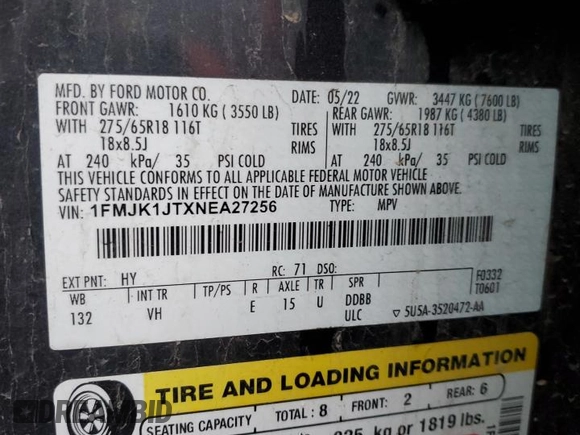 MFD. BY FORD MOTOR CO.
DATE: 05/22 GVWR: 3447 KG ( 7600 LB)
FRONT GAWR: 1610 KG ( 3550 LB) REAR GAWR: 1987 KG ( 4380 LB)
WITH 275/65R18 116T TIRES WITH 275/65R18 116T TIRES
18x8.5J RIMS 18x8.5J RIMS
AT 240 kPa/ 35 PSI COLD AT 240 kPa/ 35 PSI COLD
THIS VEHICLE CONFORMS TO ALL APPLICABLE FEDERAL MOTOR VEHICLE
SAFETY STANDARDS IN EFFECT ON THE DATE OF MANUFACTURE SHOWN ABOVE.
VIN: 1FMJK1JTXNEA27256 TYPE: MPV
EXT PNT: HY RC: 71 DSO: F0332
WB INT TR TP/PS R AXLE TR SPR T0601
132 VH E 15 U DDBB
ULC 5U5A-3520472-AA
TIRE AND LOADING INFORMATION
SEATING CAPACITY TOTAL: 8 FRONT: 2 REAR: 6
kg or 1819 lbs.
DREAMBID